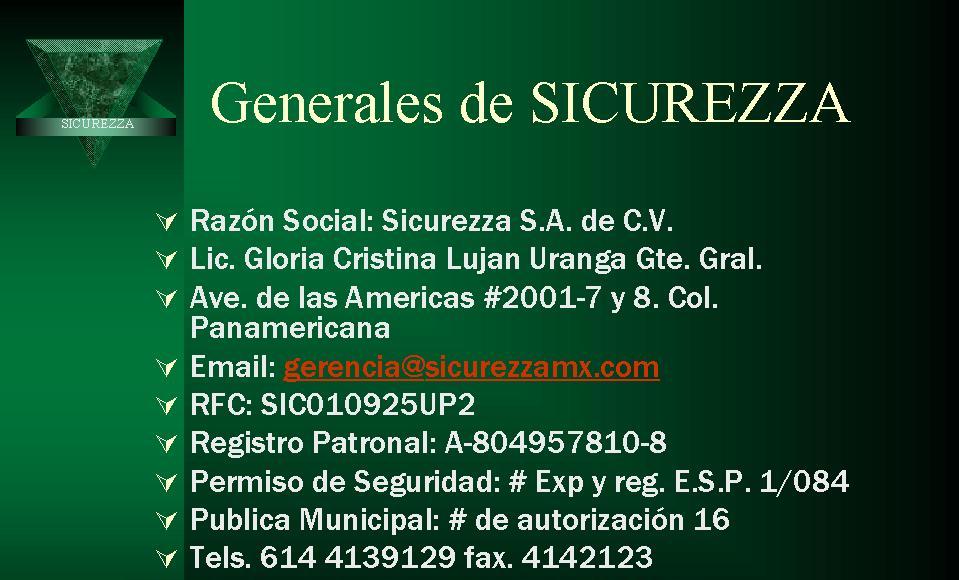 SICUREZZA
Generales de SICUREZZA
Razón Social: Sicurezza S.A. de C.V.
Lic. Gloria Cristina Lujan Uranga Gte. Gral.
Ave. de las Americas #2001-7 y 8. Col.
Panamericana
Email: gerencia@sicurezzamx.com
RFC: SIC010925UP2
Registro Patronal: A-804957810-8
Permiso de Seguridad: # Exp y reg. E.S.P. 1/084
Publica Municipal: # de autorización 16
Tels. 614 4139129 fax. 4142123